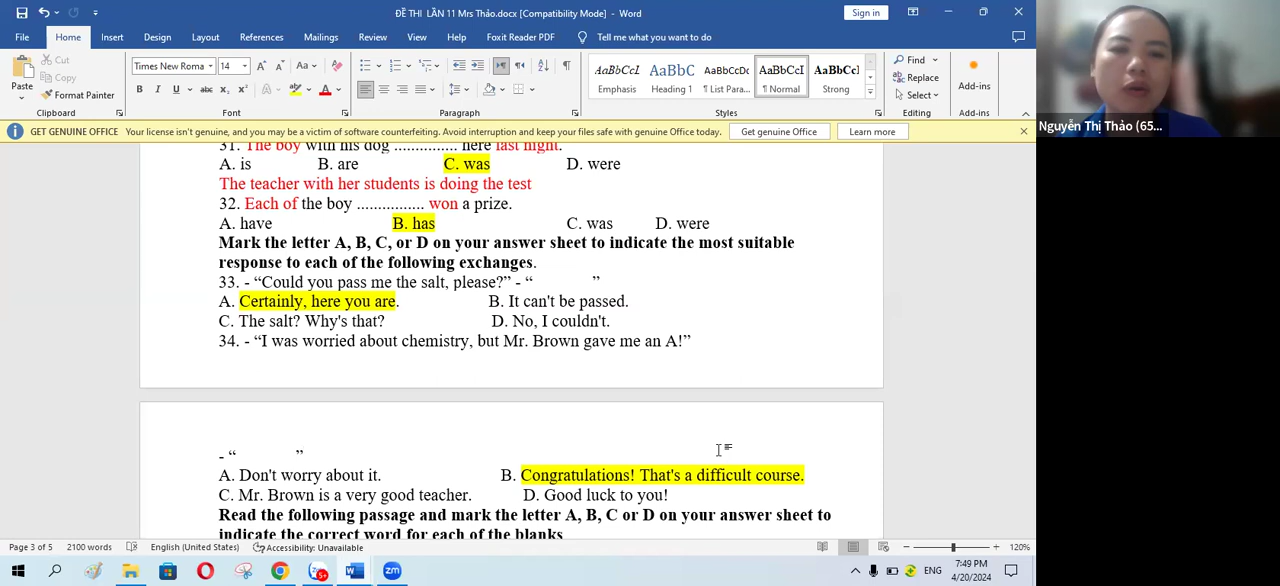 ĐỀ THI LẦN 11 Mrs Thảo.docx [Compatibility Mode] - Word
Sign in
File Home Insert Design Layout References Mailings Review View Help Foxit Reader PDF Tell me what you want to do
Paste
Cut
Copy
Format Painter
Clipboard
Times New Roma 14
Font
Paragraph
AaBbCcI AaBbC AaBbCcDc AaBbCcI AaBbCcI
Emphasis Heading 1 ¶ List Para... ¶ Normal Strong
Styles
Find
Replace
Select
Editing
Add-ins
Add-ins
GET GENUINE OFFICE Your license isn't genuine, and you may be a victim of software counterfeiting. Avoid interruption and keep your files safe with genuine Office today. Get genuine Office Learn more
Nguyễn Thị Thảo (65...
31. The boy with his dog ............... here last night.
A. is B. are C. was D. were
The teacher with her students is doing the test
32. Each of the boy ................ won a prize.
A. have B. has C. was D. were
Mark the letter A, B, C, or D on your answer sheet to indicate the most suitable
response to each of the following exchanges.
33. - “Could you pass me the salt, please?” - “ ”
A. Certainly, here you are. B. It can't be passed.
C. The salt? Why's that? D. No, I couldn't.
34. - “I was worried about chemistry, but Mr. Brown gave me an A!”
- “ ”
A. Don't worry about it. B. Congratulations! That's a difficult course.
C. Mr. Brown is a very good teacher. D. Good luck to you!
Read the following passage and mark the letter A, B, C or D on your answer sheet to
indicate the correct word for each of the blanks
Page 3 of 5 2100 words English (United States) Accessibility: Unavailable 120%
ENG
7:49 PM
4/20/2024